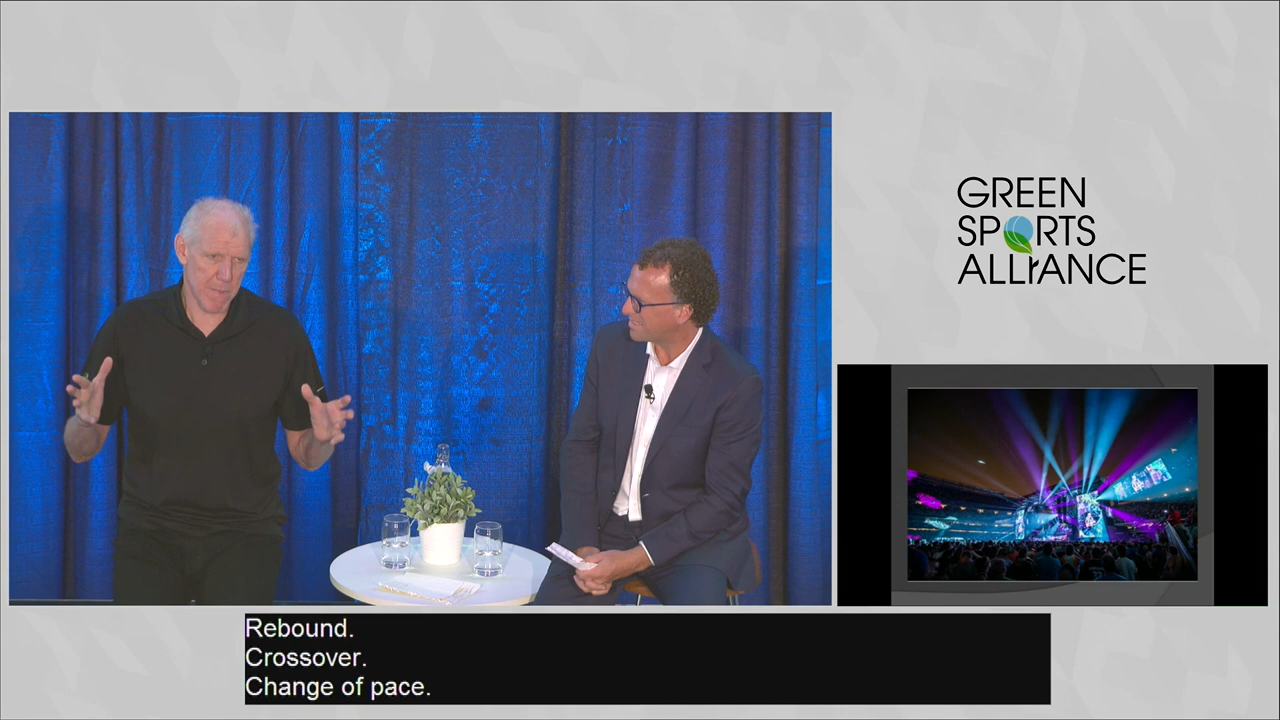 GREEN
SPORTS
ALLIANCE
Rebound.
Crossover.
Change of pace.